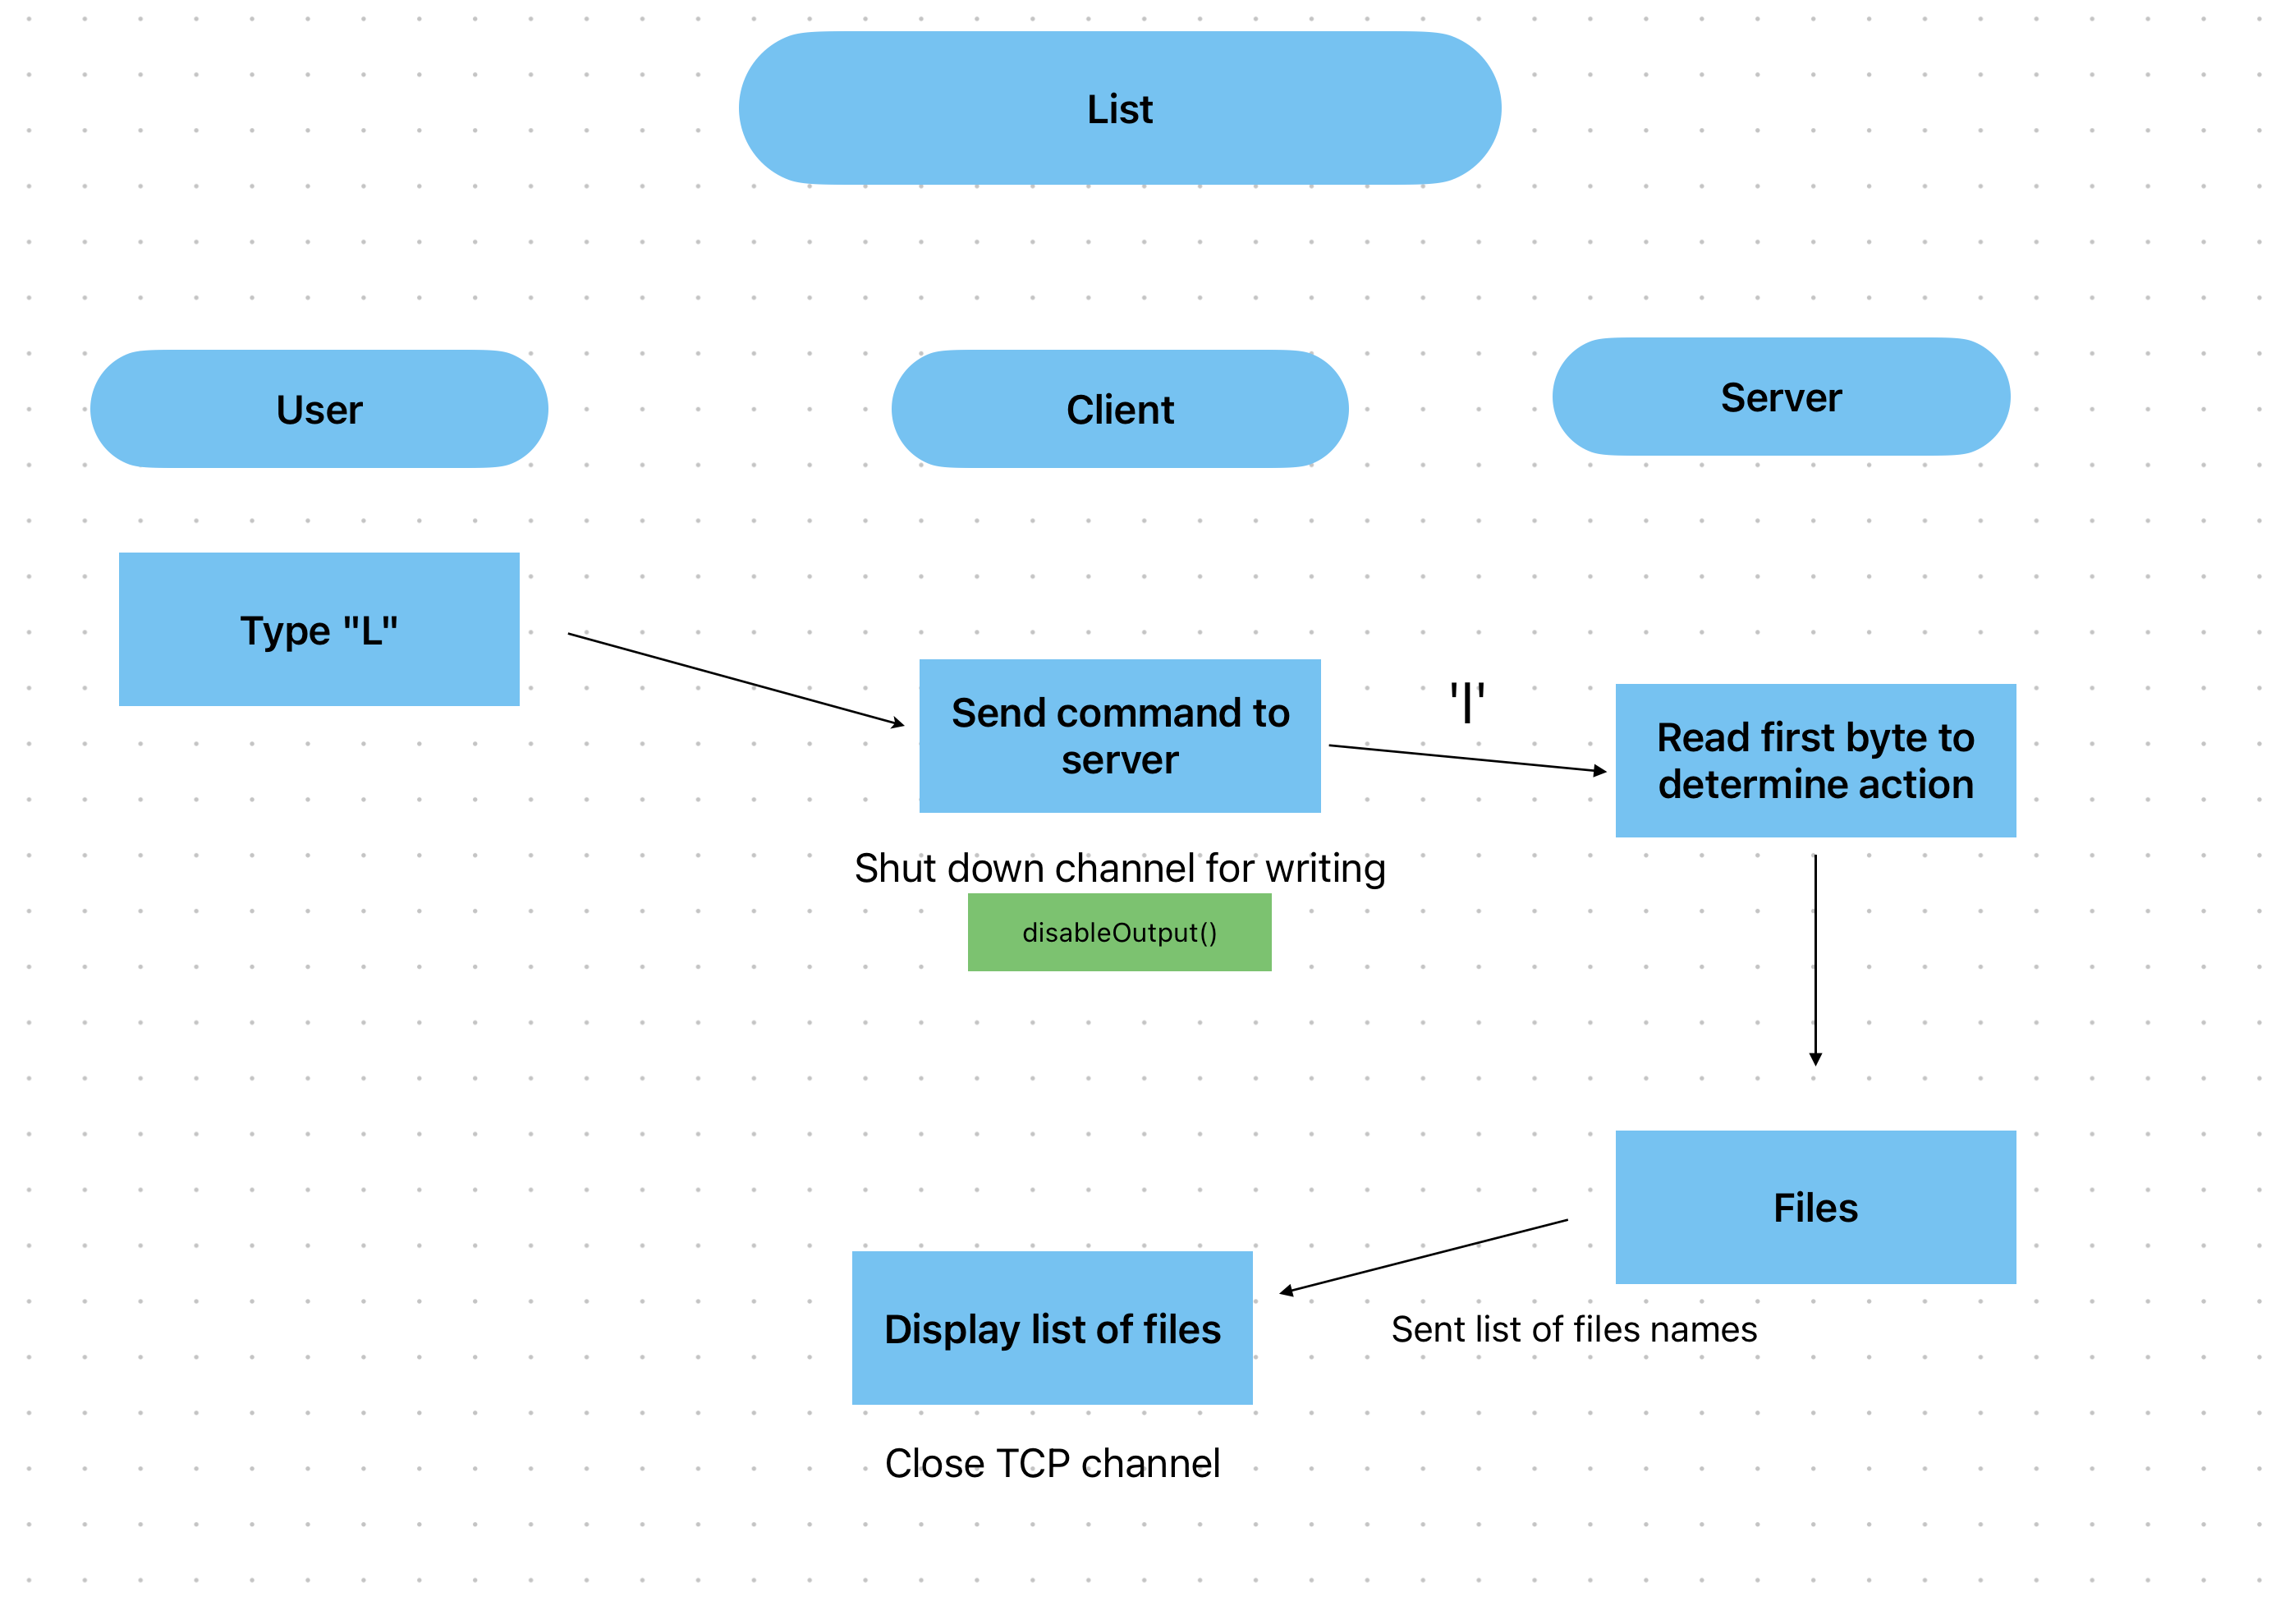 List
User
Client
Server
Type "L"
Send command to
server
'l'
Read first byte to
determine action
Shut down channel for writing
disableOutput()
Files
Display list of files
Sent list of files names
Close TCP channel